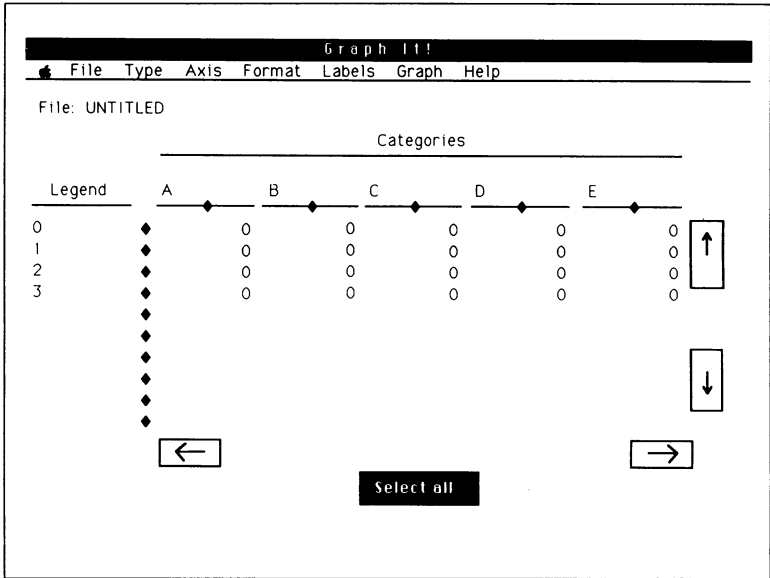 Graph It!
File Type Axis Format Labels Graph Help
File: UNTITLED
Categories
Legend A B C D E
0 0 0 0 0 0
1 0 0 0 0 0
2 0 0 0 0 0
3 0 0 0 0 0
Select all